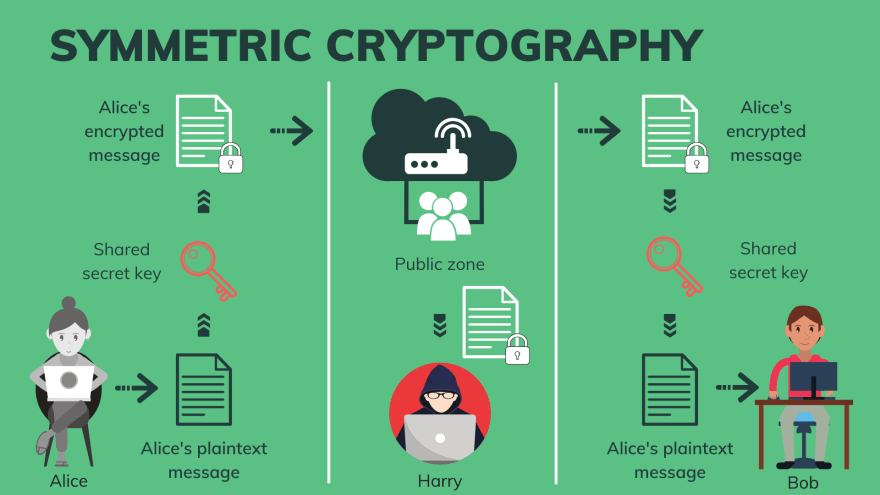 SYMMETRIC CRYPTOGRAPHY
Alice's
encrypted
message
Shared
secret key
Alice's plaintext
message
Alice
Public zone
Harry
Alice's
encrypted
message
Shared
secret key
Alice's plaintext
message
Bob